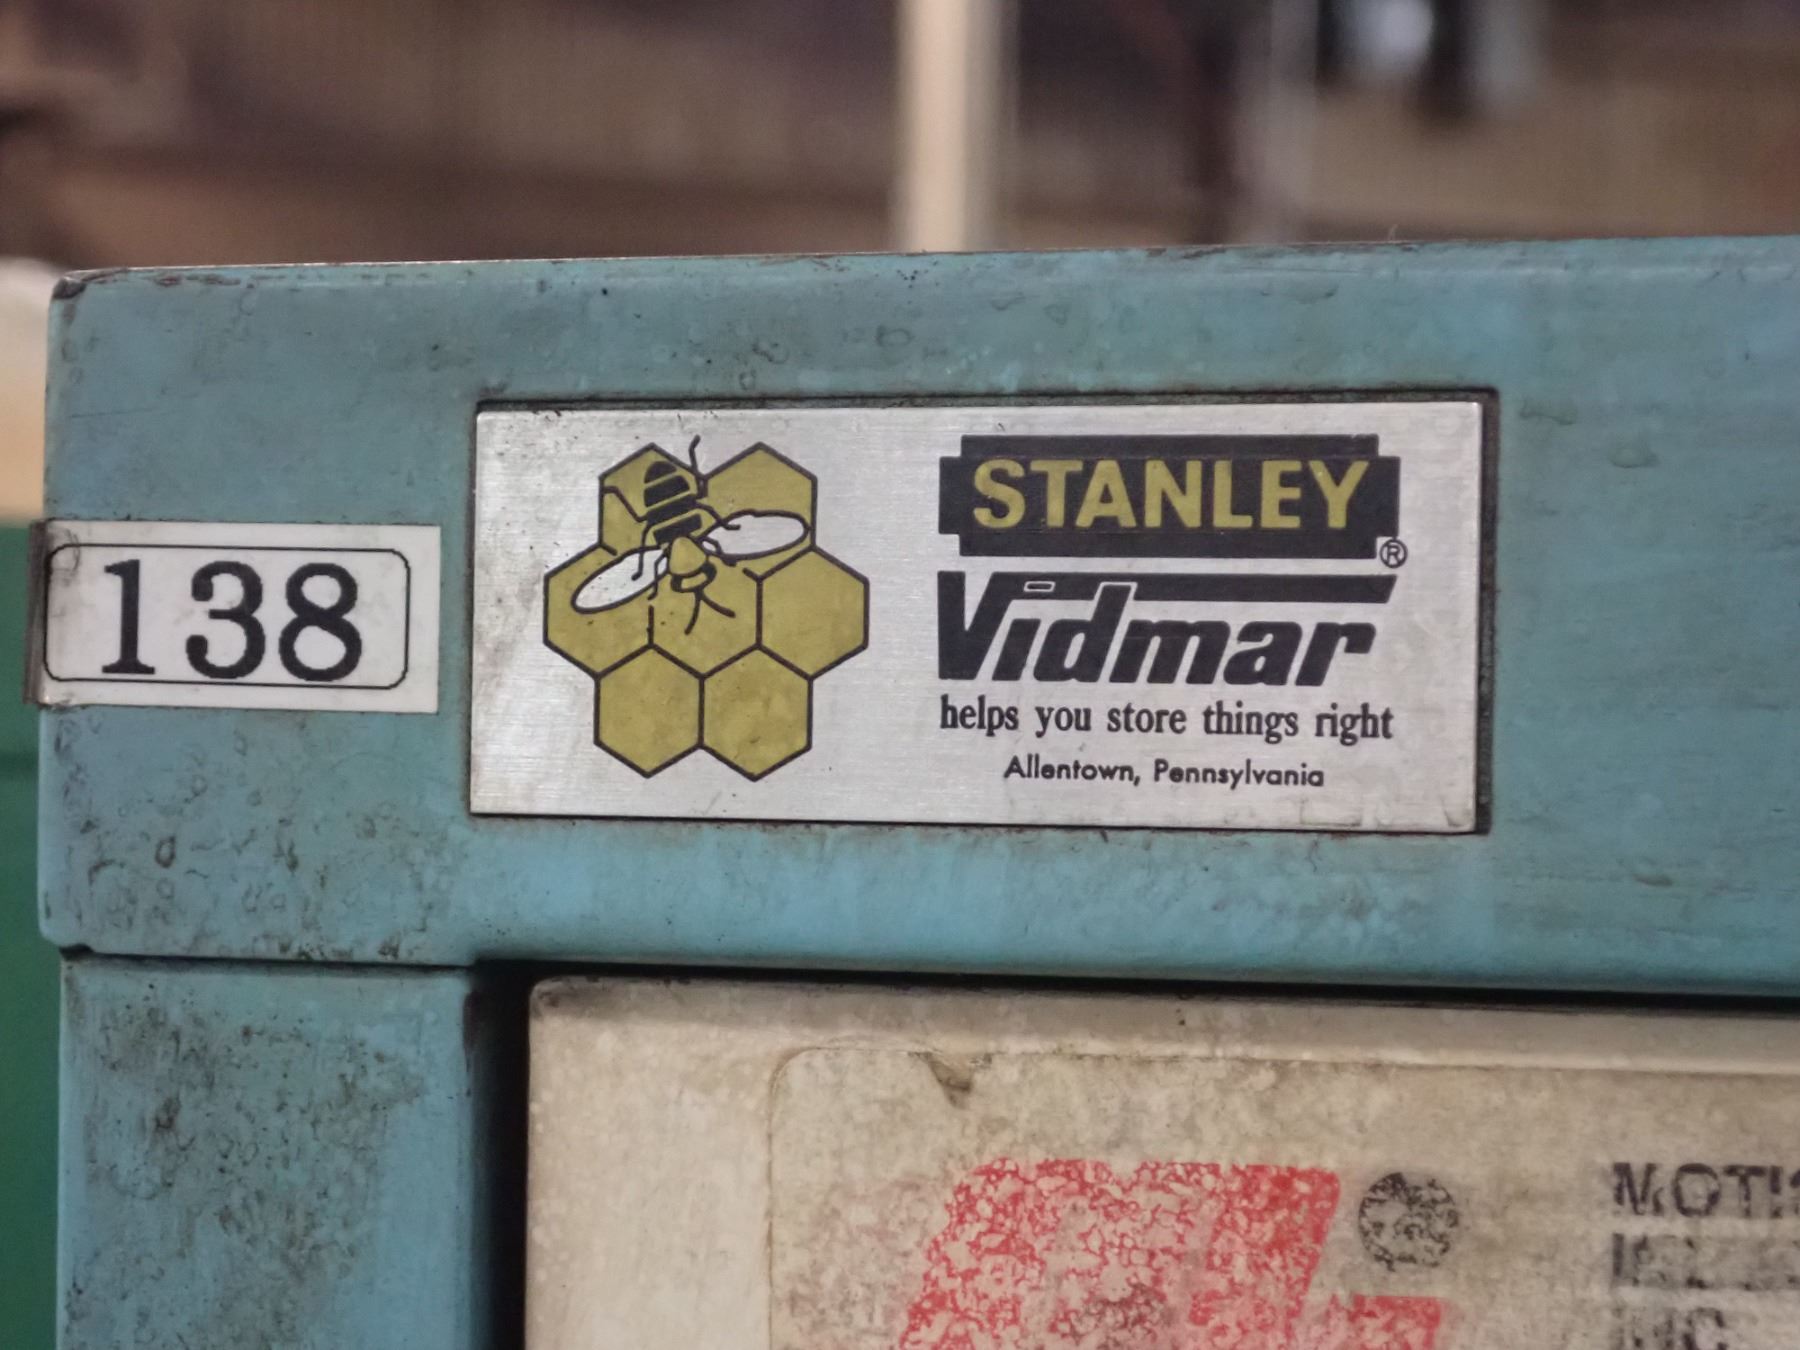 138
STANLEY
®
Vidmar
helps you store things right
Allentown, Pennsylvania